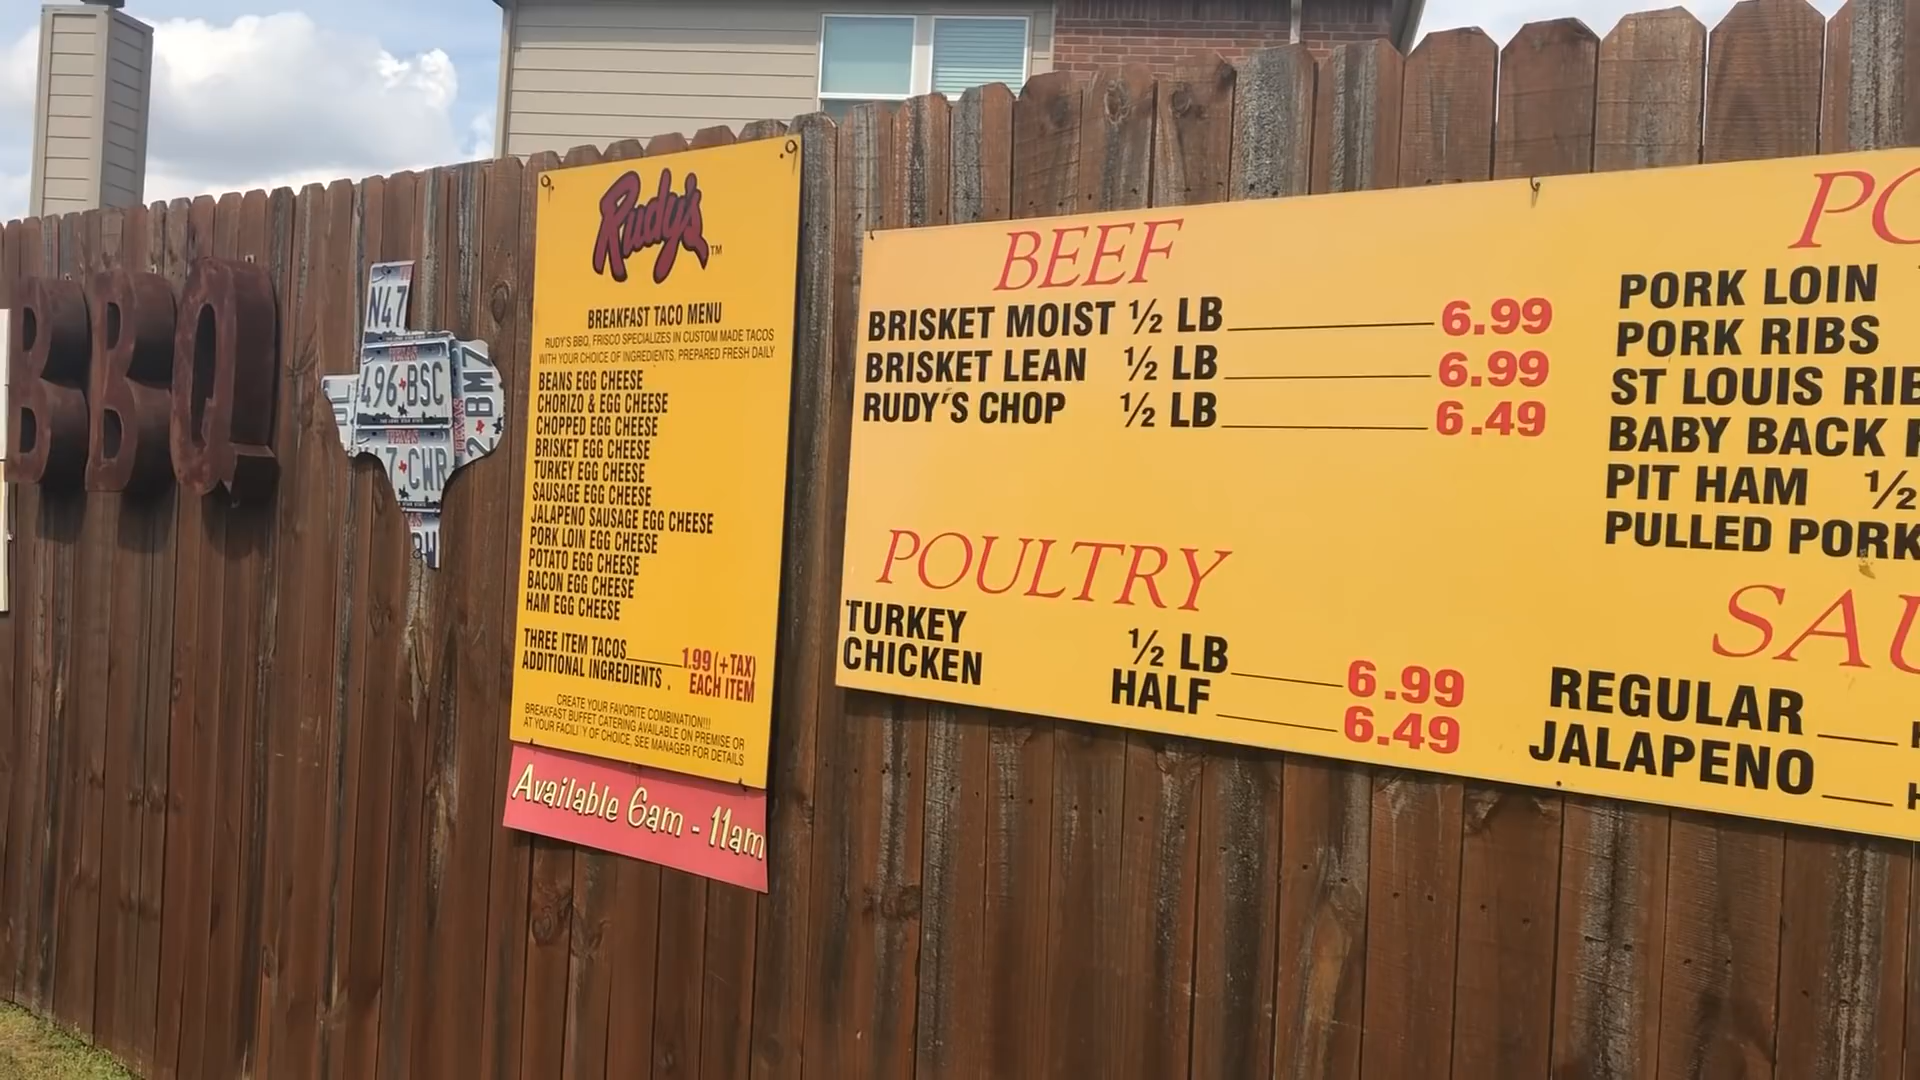 BBQ
N47
TEXAS
496 BSC
TEXAS
CWR
Rudy's TM
BREAKFAST TACO MENU
RUDY'S BBQ, FRISCO SPECIALIZES IN CUSTOM MADE TACOS
WITH YOUR CHOICE OF INGREDIENTS, PREPARED FRESH DAILY
BEANS EGG CHEESE
CHORIZO & EGG CHEESE
CHOPPED EGG CHEESE
BRISKET EGG CHEESE
TURKEY EGG CHEESE
SAUSAGE EGG CHEESE
JALAPENO SAUSAGE EGG CHEESE
PORK LOIN EGG CHEESE
POTATO EGG CHEESE
BACON EGG CHEESE
HAM EGG CHEESE
THREE ITEM TACOS 1.99 (+TAX)
ADDITIONAL INGREDIENTS . EACH ITEM
CREATE YOUR FAVORITE COMBINATION!!!
BREAKFAST BUFFET CATERING AVAILABLE ON PREMISE OR
AT YOUR FACILI Y OF CHOICE, SEE MANAGER FOR DETAILS
Available 6am - 11am
BEEF
BRISKET MOIST ½ LB 6.99
BRISKET LEAN ½ LB 6.99
RUDY'S CHOP ½ LB 6.49
POULTRY
TURKEY ½ LB 6.99
CHICKEN HALF 6.49
PO
PORK LOIN
PORK RIBS
ST LOUIS RIB
BABY BACK
PIT HAM ½
PULLED PORK
SAU
REGULAR
JALAPENO